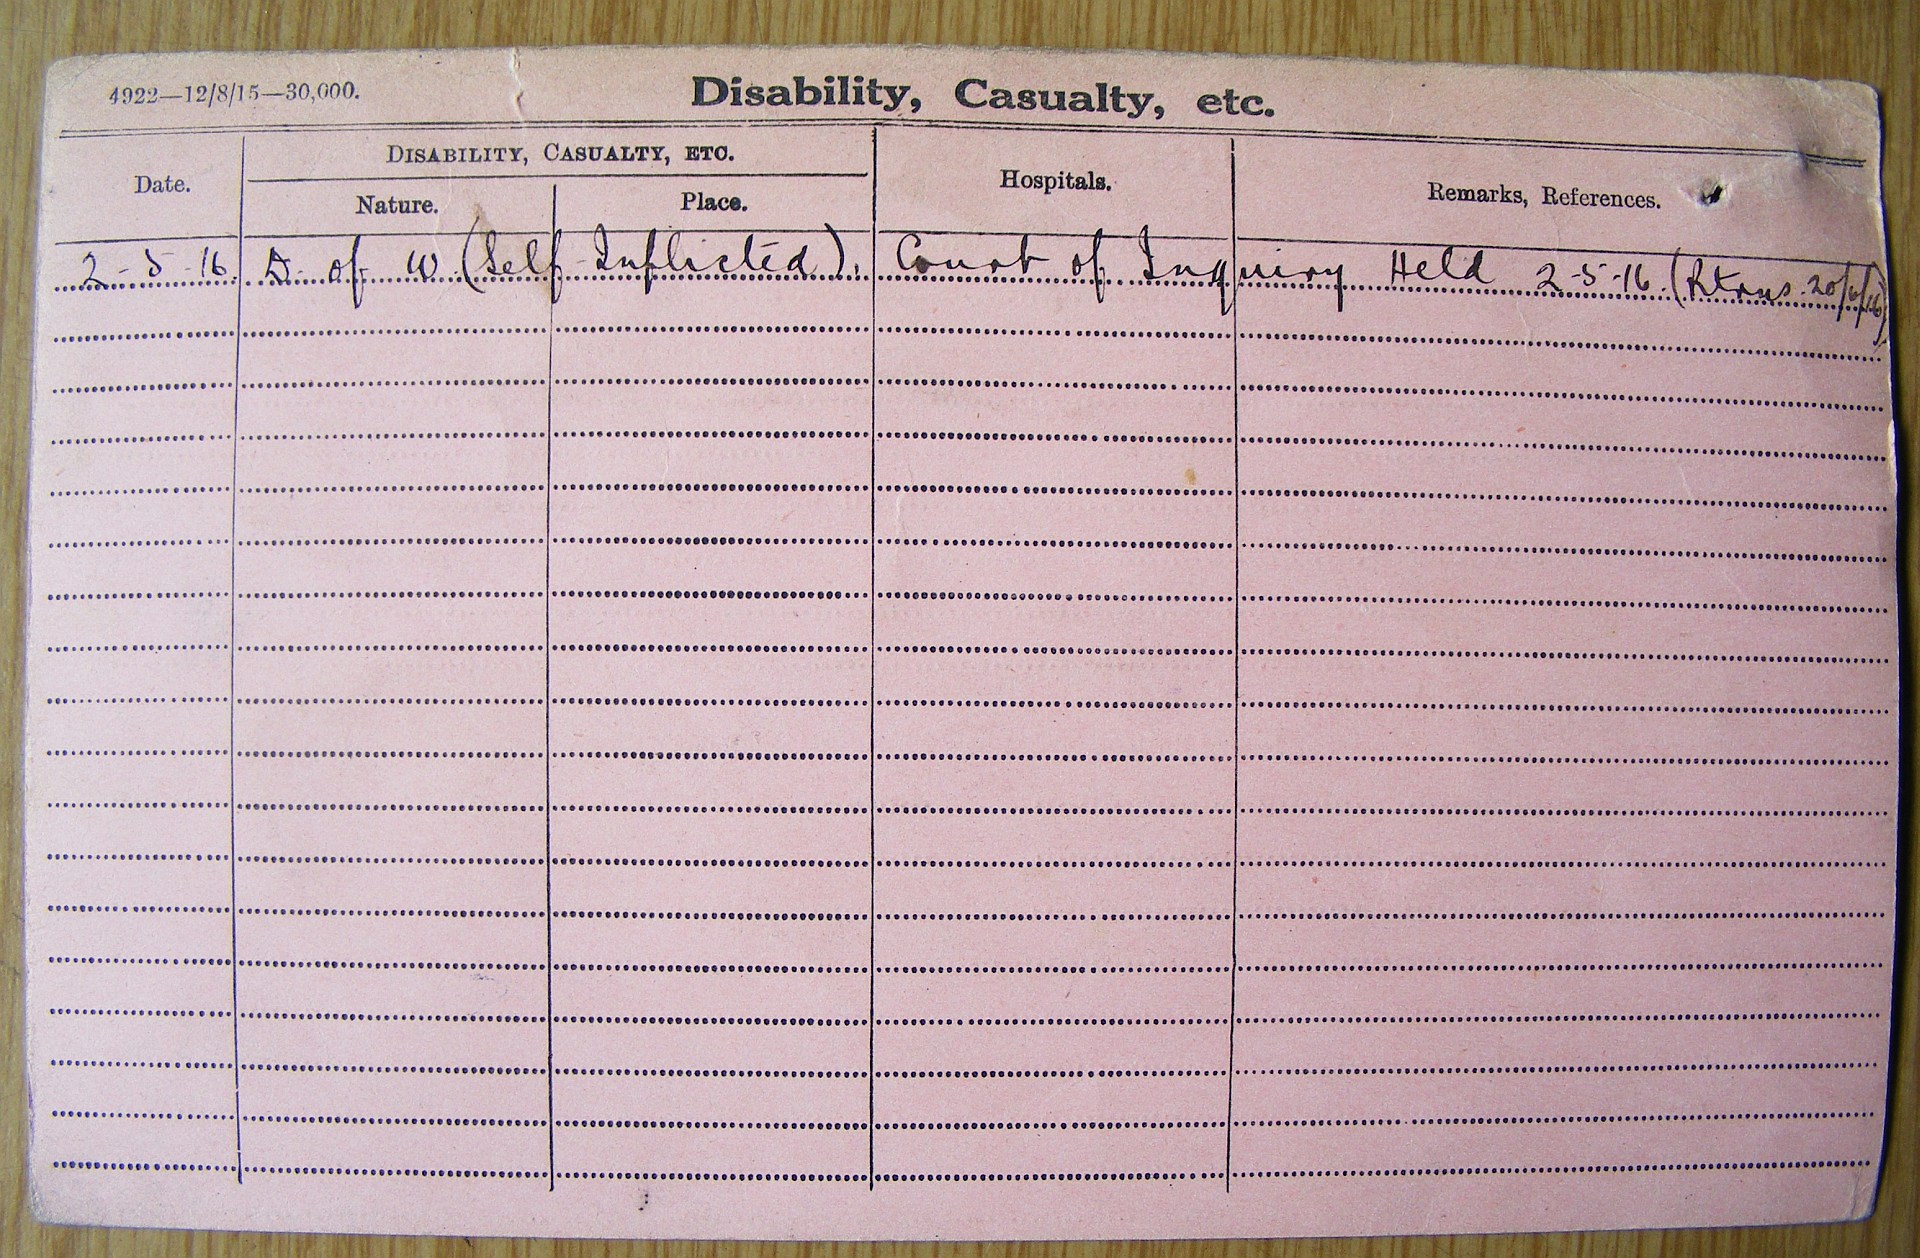 4922—12/8/15—30,000.
Disability, Casualty, etc.
Date.
DISABILITY, CASUALTY, ETC.
Nature.
Place.
Hospitals.
Remarks, References.
2-5-16. D. of W (Self-Inflicted). Court of Inquiry Held 2-5-16. (Rtrns 20/6/16)